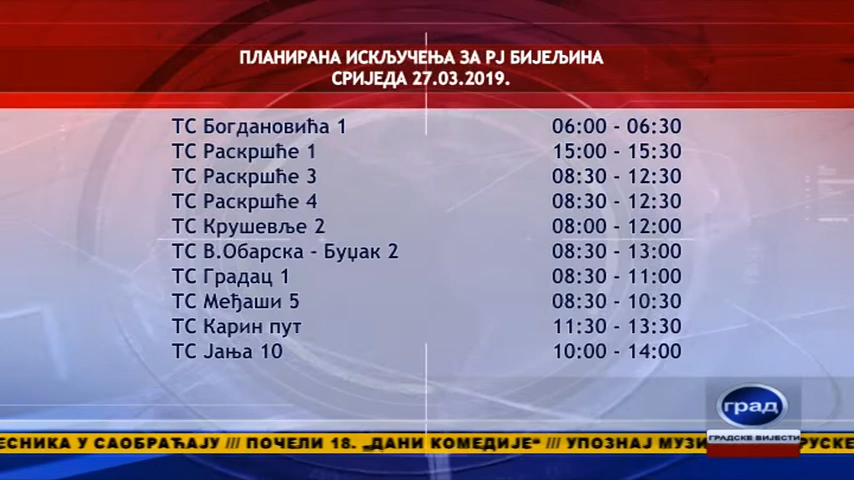 ПЛАНИРАНА ИСКЉУЧЕЊА ЗА РЈ БИЈЕЉИНА
СРИЈЕДА 27.03.2019.
ТС Богдановића 1 06:00 - 06:30
ТС Раскршће 1 15:00 - 15:30
ТС Раскршће 3 08:30 - 12:30
ТС Раскршће 4 08:30 - 12:30
ТС Крушевље 2 08:00 - 12:00
ТС В.Обарска - Буџак 2 08:30 - 13:00
ТС Градац 1 08:30 - 11:00
ТС Међаши 5 08:30 - 10:30
ТС Карин пут 11:30 - 13:30
ТС Јања 10 10:00 - 14:00
град
ГРАДСКЕ ВИЈЕСТИ
ЕСНИКА У САОБРАЋАЈУ /// ПОЧЕЛИ 18. „ДАНИ КОМЕДИЈЕ“ /// УПОЗНАЈ МУЗИ РУСКЕ